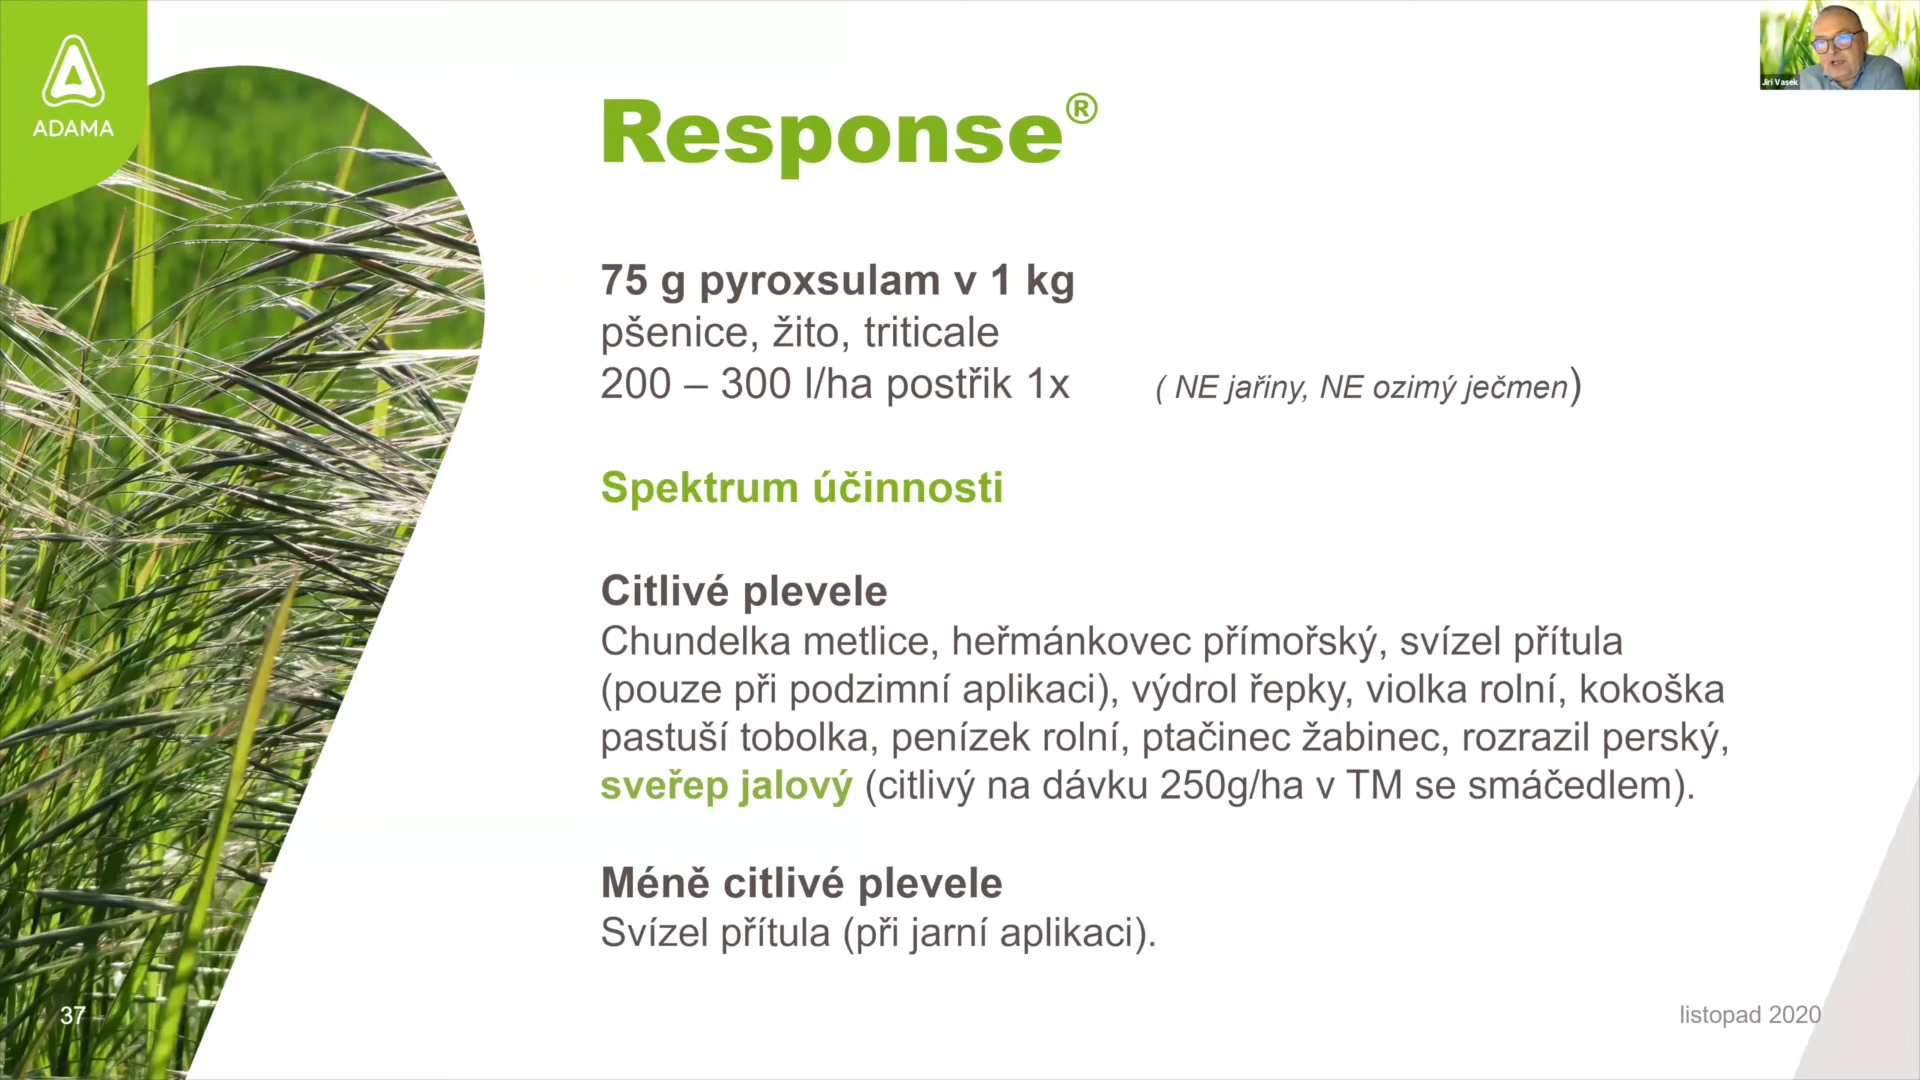 ADAMA
Jiri Vasek
Response®
75 g pyroxsulam v 1 kg
pšenice, žito, triticale
200 – 300 l/ha postřik 1x ( NE jařiny, NE ozimý ječmen)
Spektrum účinnosti
Citlivé plevele
Chundelka metlice, heřmánkovec přímořský, svízel přítula
(pouze při podzimní aplikaci), výdrol řepky, violka rolní, kokoška
pastuší tobolka, penízek rolní, ptačinec žabinec, rozrazil perský,
sveřep jalový (citlivý na dávku 250g/ha v TM se smáčedlem).
Méně citlivé plevele
Svízel přítula (při jarní aplikaci).
37
listopad 2020